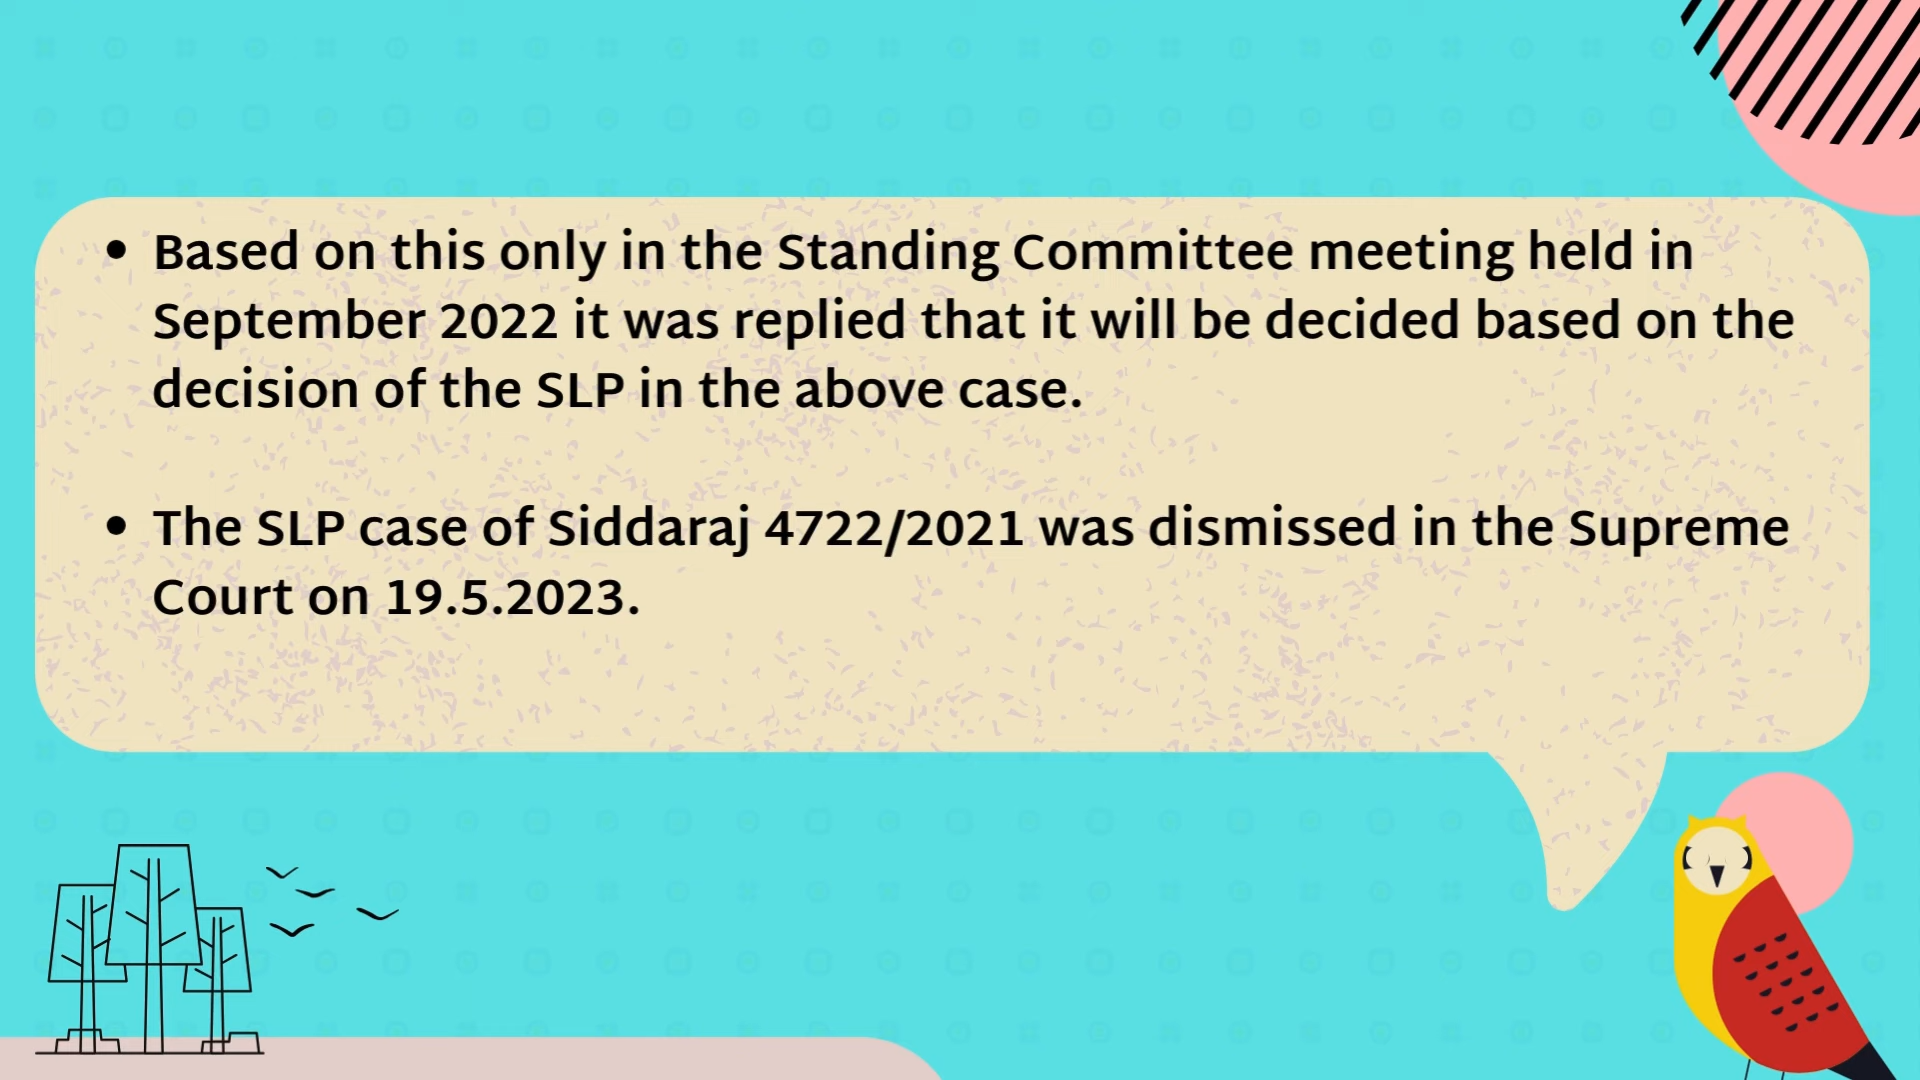 • Based on this only in the Standing Committee meeting held in
September 2022 it was replied that it will be decided based on the
decision of the SLP in the above case.
• The SLP case of Siddaraj 4722/2021 was dismissed in the Supreme
Court on 19.5.2023.